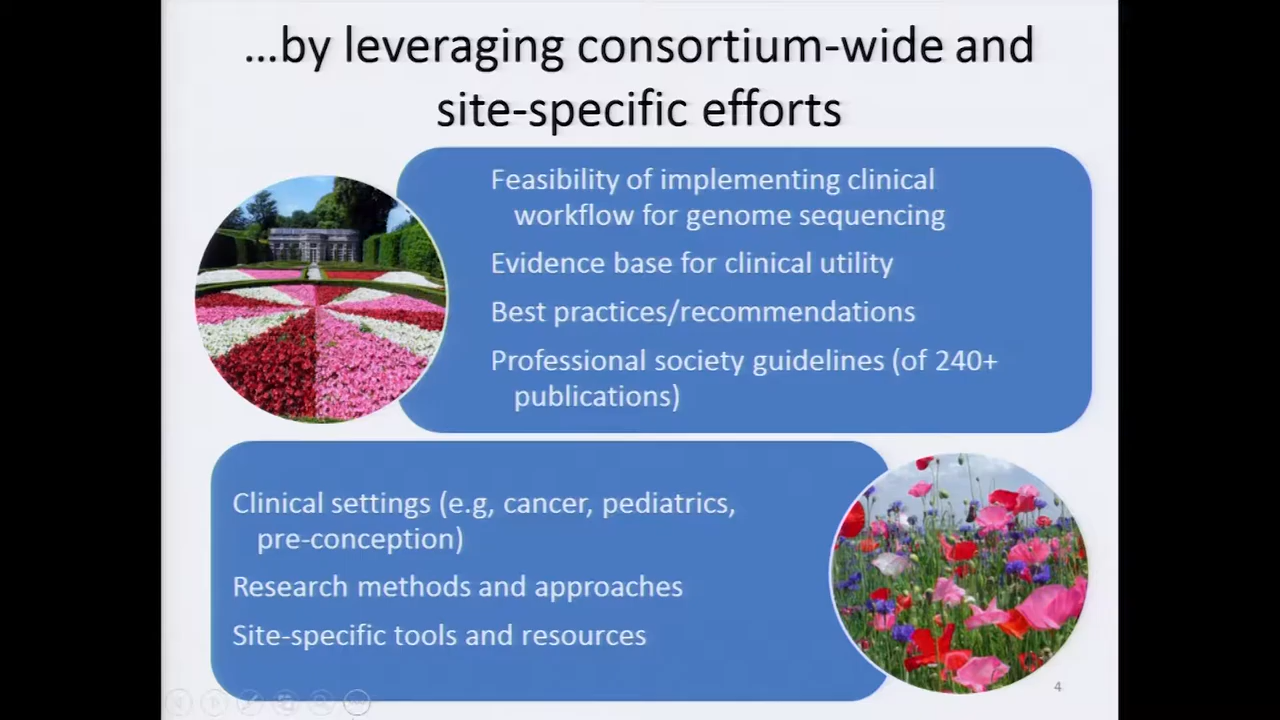 ...by leveraging consortium-wide and
site-specific efforts
Feasibility of implementing clinical
workflow for genome sequencing
Evidence base for clinical utility
Best practices/recommendations
Professional society guidelines (of 240+
publications)
Clinical settings (e.g, cancer, pediatrics,
pre-conception)
Research methods and approaches
Site-specific tools and resources
4